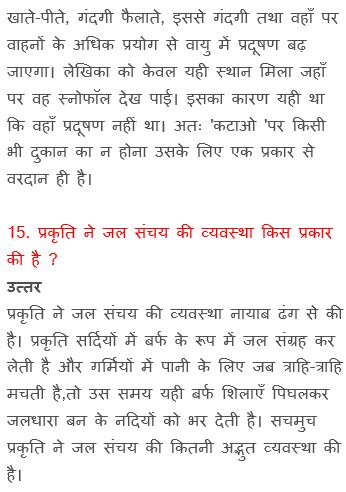 खाते-पीते, गंदगी फैलाते, इससे गंदगी तथा वहाँ पर
वाहनों के अधिक प्रयोग से वायु में प्रदूषण बढ़
जाएगा। लेखिका को केवल यही स्थान मिला जहाँ
पर वह स्नोफॉल देख पाई। इसका कारण यही था
कि वहाँ प्रदूषण नहीं था। अतः 'कटाओ 'पर किसी
भी दुकान का न होना उसके लिए एक प्रकार से
वरदान ही है।
15. प्रकृति ने जल संचय की व्यवस्था किस प्रकार
की है ?
उत्तर
प्रकृति ने जल संचय की व्यवस्था नायाब ढंग से की
है। प्रकृति सर्दियों में बर्फ के रूप में जल संग्रह कर
लेती है और गर्मियों में पानी के लिए जब त्राहि-त्राहि
मचती है,तो उस समय यही बर्फ शिलाएँ पिघलकर
जलधारा बन के नदियों को भर देती है। सचमुच
प्रकृति ने जल संचय की कितनी अद्भुत व्यवस्था की
है।